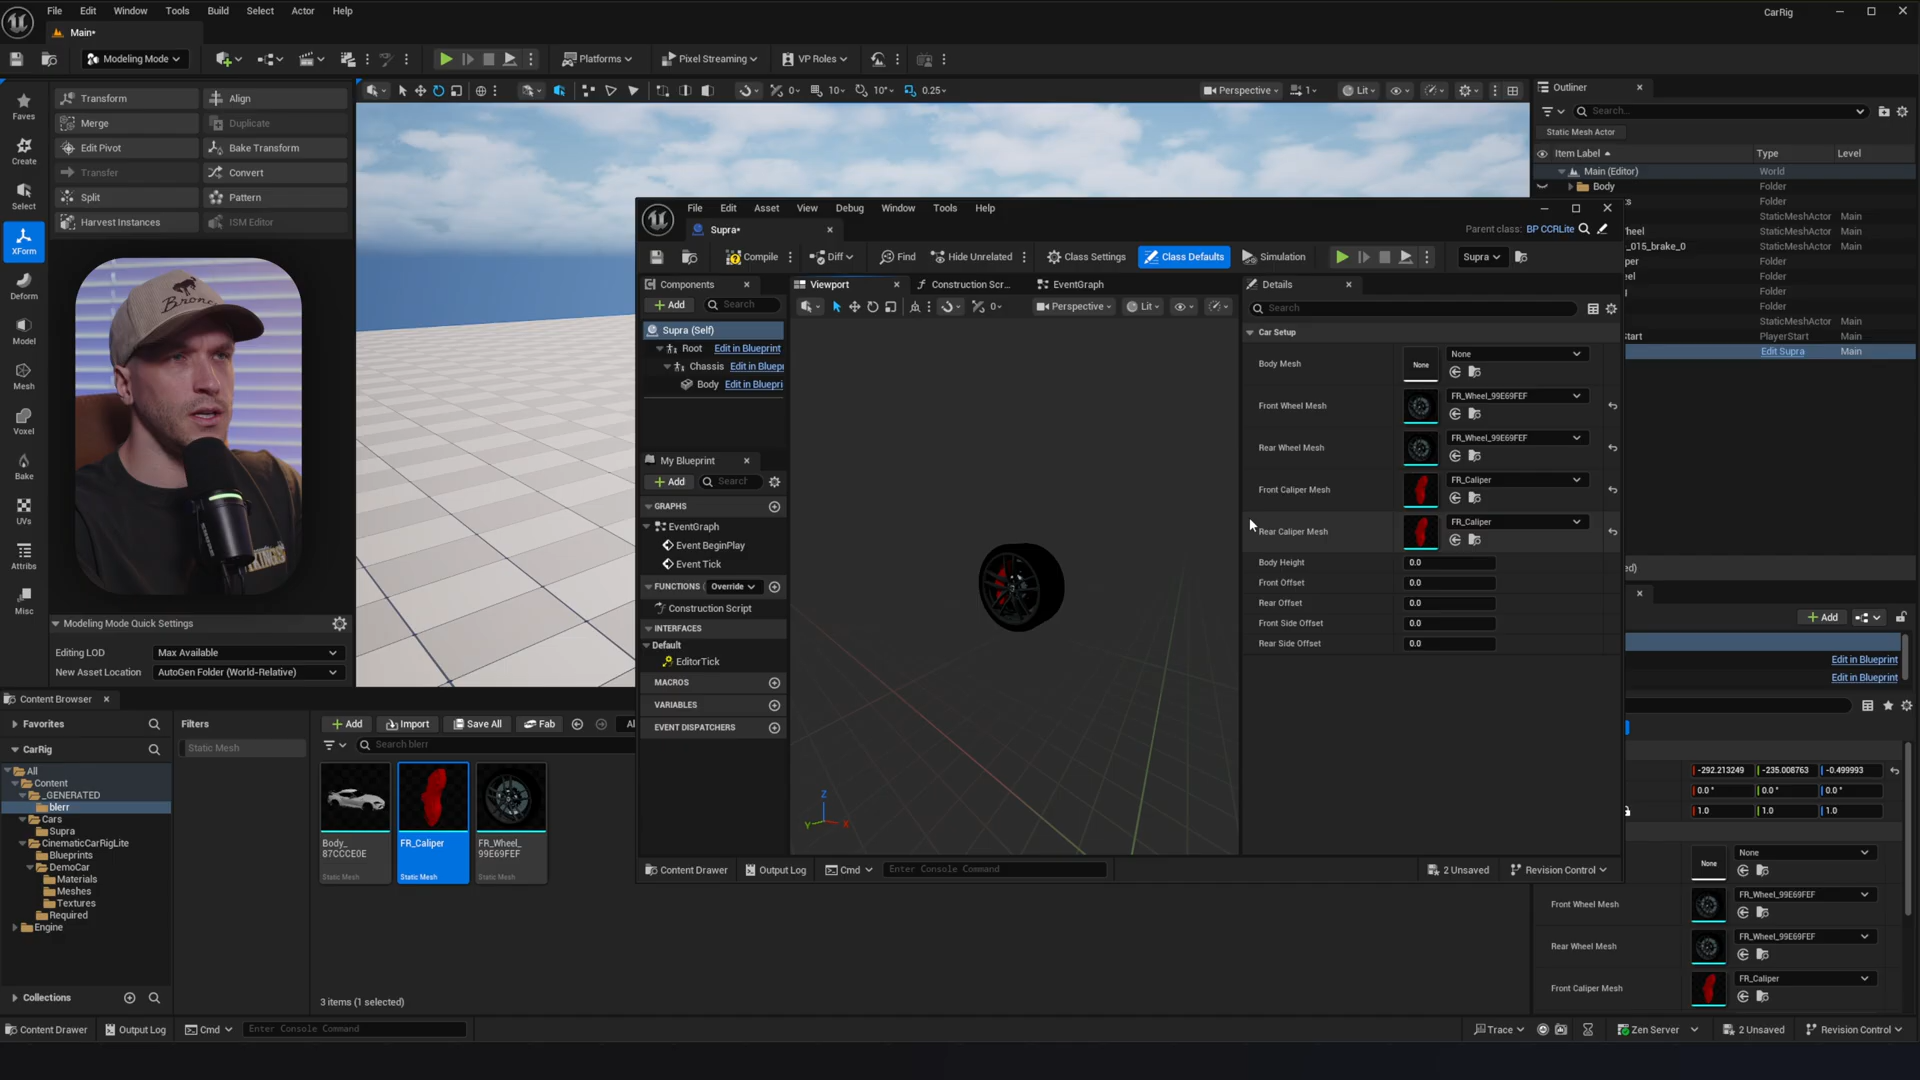 File Edit Window Tools Build Select Actor Help
CarRig
Main*
Modeling Mode
Platforms
Pixel Streaming
VP Roles
Faves
Create
Select
XForm
Deform
Model
Mesh
Voxel
Bake
UVs
Attribs
Misc
Transform Align
Merge Duplicate
Edit Pivot Bake Transform
Transfer Convert
Split Pattern
Harvest Instances ISM Editor
0 10 10° 0.25
Perspective 1 Lit
Outliner
Search...
Static Mesh Actor
Item Label Type Level
Main (Editor) World
Body Folder
Folder
StaticMeshActor Main
StaticMeshActor Main
_015_brake_0 StaticMeshActor Main
Folder
Folder
Folder
Folder
StaticMeshActor Main
PlayerStart Main
Edit Supra Main
File Edit Asset View Debug Window Tools Help
Supra*
Parent class: BP CCRLite
Compile Diff Find Hide Unrelated Class Settings Class Defaults Simulation Supra
Components
Add Search
Supra (Self)
Root Edit in Blueprint
Chassis Edit in Bluep
Body Edit in Bluepri
My Blueprint
Add Search
GRAPHS
EventGraph
Event BeginPlay
Event Tick
FUNCTIONS Override
Construction Script
INTERFACES
Default
EditorTick
MACROS
VARIABLES
EVENT DISPATCHERS
Viewport Construction Scr... EventGraph
0 Perspective Lit
Z
Y X
Details
Search
Car Setup
Body Mesh None None
Front Wheel Mesh FR_Wheel_99E69FEF
Rear Wheel Mesh FR_Wheel_99E69FEF
Front Caliper Mesh FR_Caliper
Rear Caliper Mesh FR_Caliper
Body Height 0.0
Front Offset 0.0
Rear Offset 0.0
Front Side Offset 0.0
Rear Side Offset 0.0
Content Drawer Output Log Cmd Enter Console Command 2 Unsaved Revision Control
Modeling Mode Quick Settings
Editing LOD Max Available
New Asset Location AutoGen Folder (World-Relative)
Content Browser
Favorites
CarRig
All
Content
_GENERATED
blerr
Cars
Supra
CinematicCarRigLite
Blueprints
DemoCar
Materials
Meshes
Textures
Required
Engine
Collections
Filters
Static Mesh
Add Import Save All Fab
Search blerr
Body_
87CCCE0E
Static Mesh
FR_Caliper
Static Mesh
FR_Wheel_
99E69FEF
Static Mesh
3 items (1 selected)
Add
Edit in Blueprint
Edit in Blueprint
-292.213249 -235.008763 -0.499993
0.0° 0.0° 0.0°
1.0 1.0 1.0
None None
Front Wheel Mesh FR_Wheel_99E69FEF
Rear Wheel Mesh FR_Wheel_99E69FEF
Front Caliper Mesh FR_Caliper
Content Drawer Output Log Cmd Enter Console Command
Trace Zen Server 2 Unsaved Revision Control